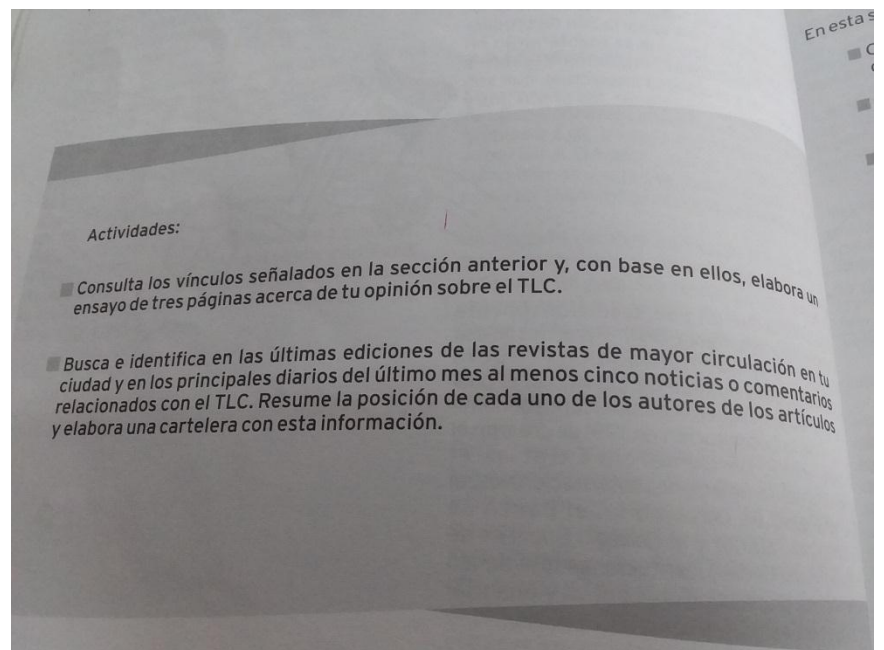 En esta s
Actividades:
Consulta los vínculos señalados en la sección anterior y, con base en ellos, elabora un
ensayo de tres páginas acerca de tu opinión sobre el TLC.
Busca e identifica en las últimas ediciones de las revistas de mayor circulación en tu
ciudad y en los principales diarios del último mes al menos cinco noticias o comentarios
relacionados con el TLC. Resume la posición de cada uno de los autores de los artículos
y elabora una cartelera con esta información.